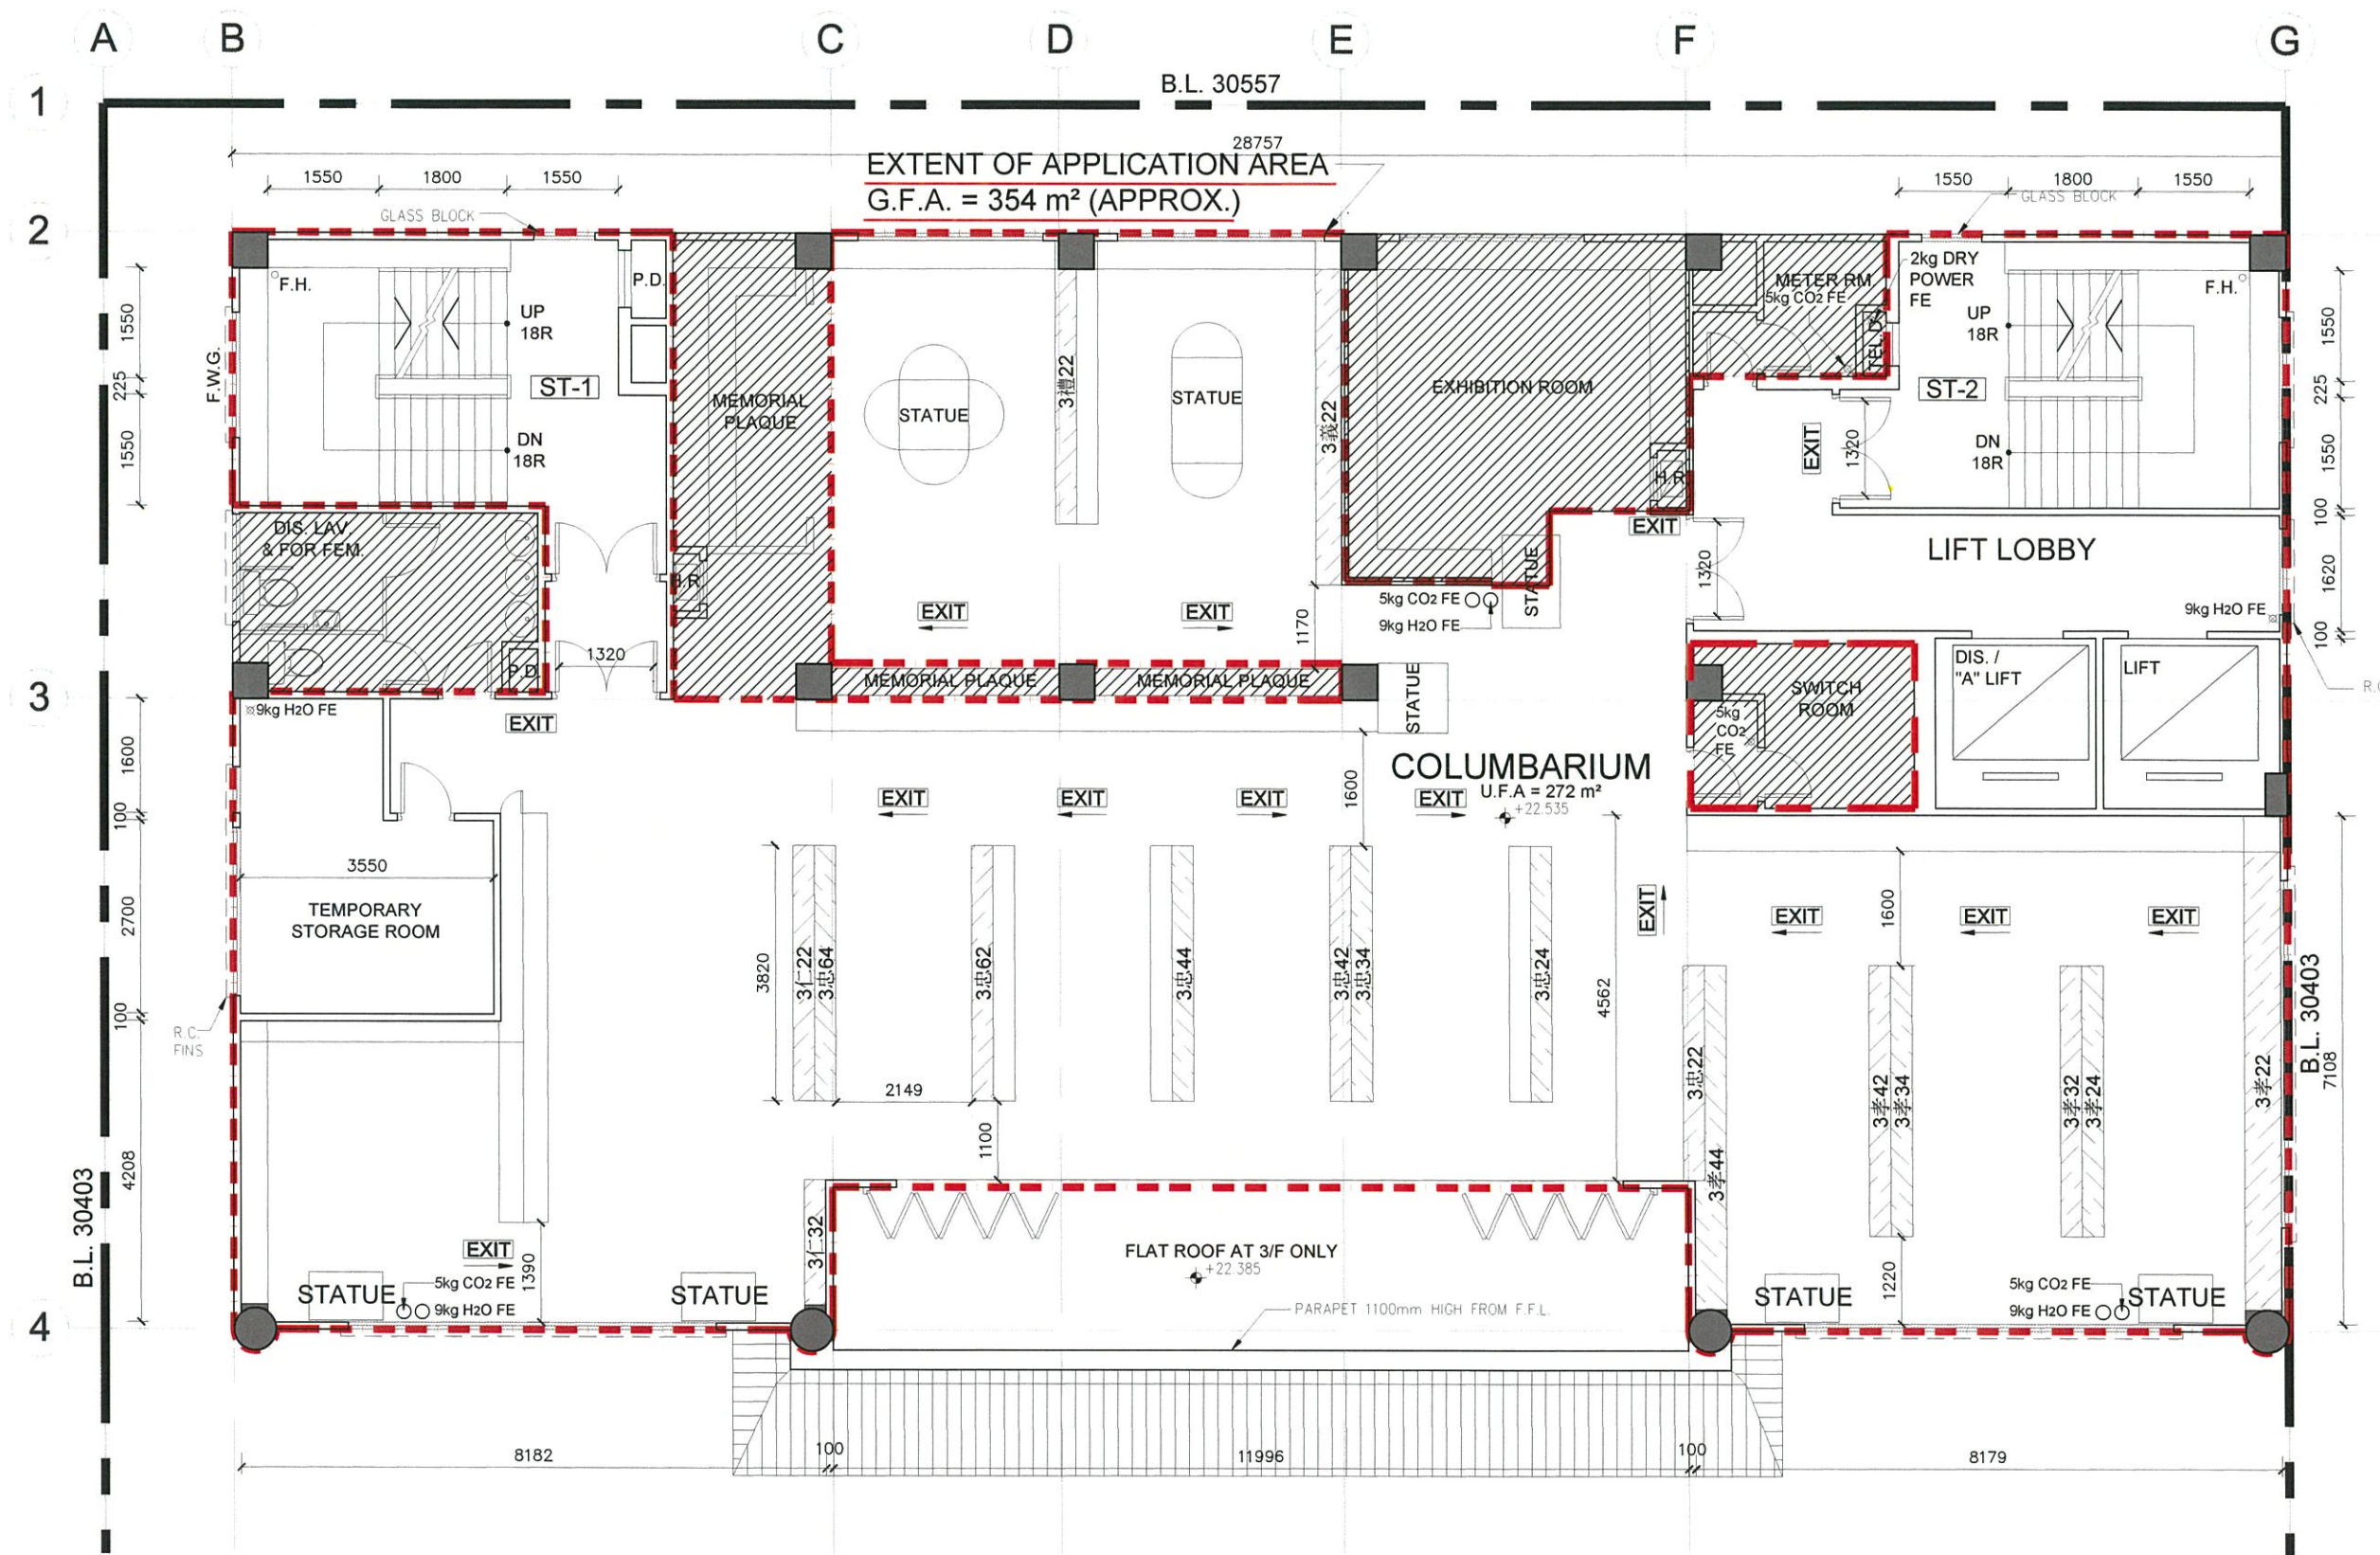 A
B
C
D
E
F
G
1
B.L. 30557
28757
EXTENT OF APPLICATION AREA
G.F.A. = 354 m² (APPROX.)
1550
1800
1550
1550
1800
1550
GLASS BLOCK
GLASS BLOCK
2
F.H.
P.D.
UP
18R
ST-1
DN
18R
F.W.G.
1550
225
1550
MEMORIAL
PLAQUE
STATUE
3禮22
STATUE
3義22
EXHIBITION ROOM
H.R.
METER RM
5kg CO2 FE
TEL.D.
2kg DRY
POWER
FE
UP
18R
F.H.
ST-2
DN
18R
EXIT
1320
1550
225
1550
100
DIS. LAV
& FOR FEM.
P.D.
H.R.
1320
EXIT
EXIT
1170
5kg CO2 FE
9kg H2O FE
STATUE
EXIT
1320
LIFT LOBBY
9kg H2O FE
1620
100
3
MEMORIAL PLAQUE
MEMORIAL PLAQUE
STATUE
SWITCH
ROOM
5kg
CO2
FE
DIS. /
"A" LIFT
LIFT
9kg H2O FE
EXIT
1600
100
COLUMBARIUM
U.F.A = 272 m²
+22.535
1600
EXIT
EXIT
EXIT
EXIT
3550
TEMPORARY
STORAGE ROOM
2700
100
R.C.
FINS
3820
3仁22
3忠64
3忠62
3忠44
3忠42
3忠34
3忠24
4562
EXIT
EXIT
EXIT
EXIT
1600
2149
1100
3忠22
3孝44
3孝42
3孝34
3孝32
3孝24
3孝22
B.L. 30403
7108
B.L. 30403
4208
3仁32
FLAT ROOF AT 3/F ONLY
+22.385
PARAPET 1100mm HIGH FROM F.F.L.
EXIT
1390
STATUE
5kg CO2 FE
9kg H2O FE
STATUE
STATUE
1220
5kg CO2 FE
9kg H2O FE
STATUE
4
8182
100
11996
100
8179